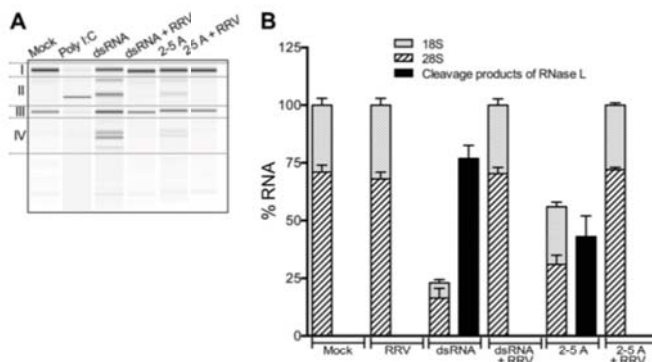 A
Mock
Poly I:C
dsRNA
dsRNA + RRV
2-5 A
2-5 A + RRV
I
II
III
IV
B
18S
28S
Cleavage products of RNase L
% RNA
125
100
75
50
25
0
Mock
RRV
dsRNA
dsRNA
+ RRV
2-5 A
2-5 A
+ RRV